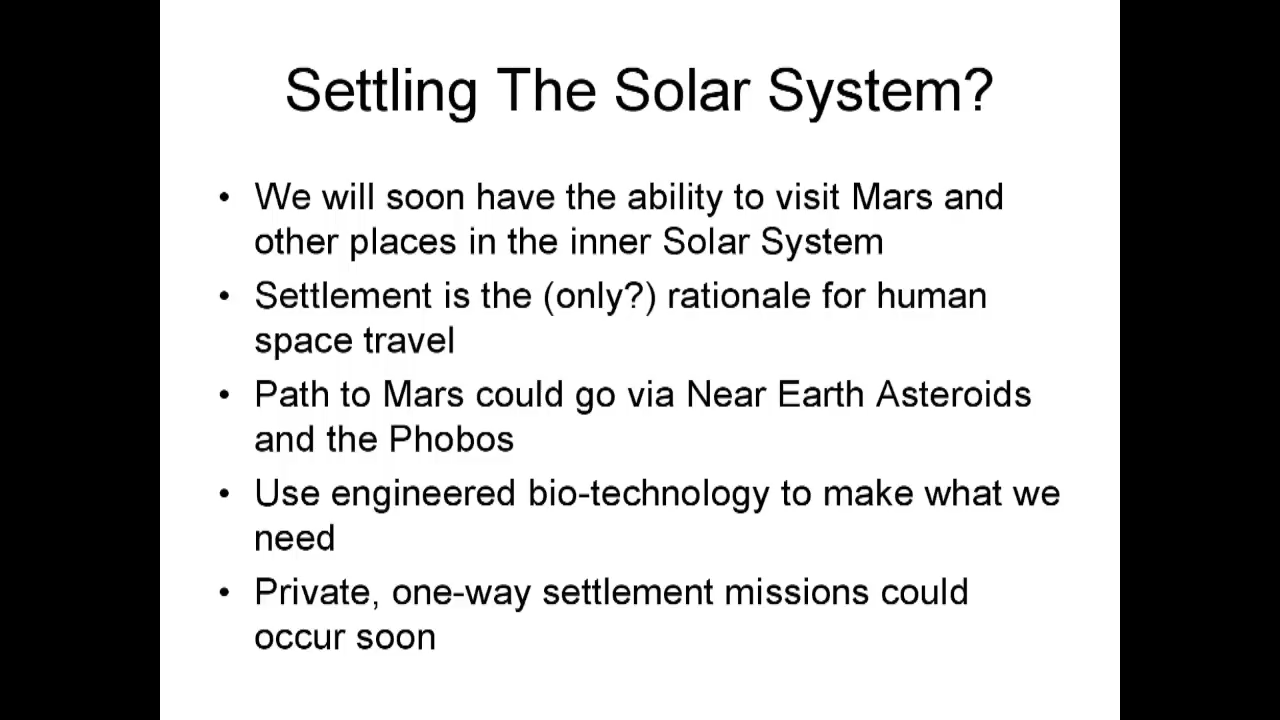 Settling The Solar System?
• We will soon have the ability to visit Mars and
other places in the inner Solar System
• Settlement is the (only?) rationale for human
space travel
• Path to Mars could go via Near Earth Asteroids
and the Phobos
• Use engineered bio-technology to make what we
need
• Private, one-way settlement missions could
occur soon